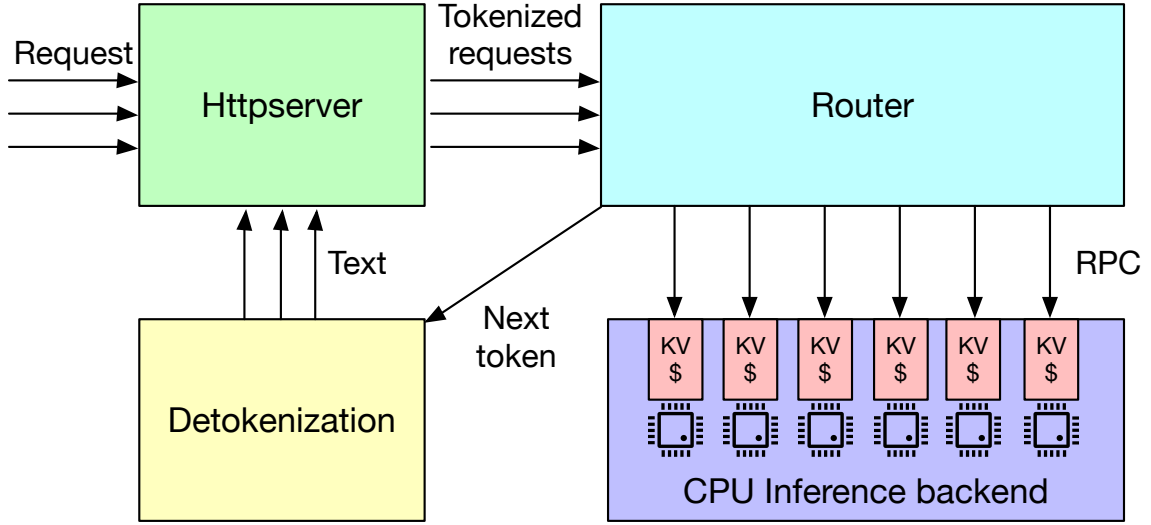 Request
Httpserver
Tokenized
requests
Router
Text
Next
token
RPC
Detokenization
KV
$
KV
$
KV
$
KV
$
KV
$
KV
$
CPU Inference backend